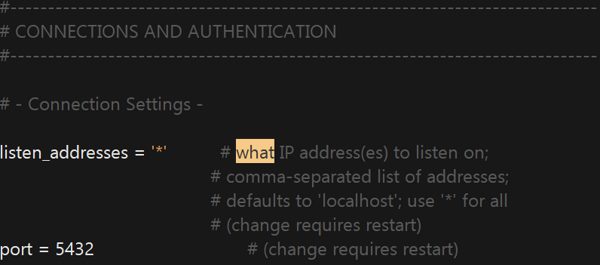 #------------------------------------------------------------------------------
# CONNECTIONS AND AUTHENTICATION
#------------------------------------------------------------------------------
# - Connection Settings -
listen_addresses = '*' # what IP address(es) to listen on;
# comma-separated list of addresses;
# defaults to 'localhost'; use '*' for all
# (change requires restart)
port = 5432 # (change requires restart)